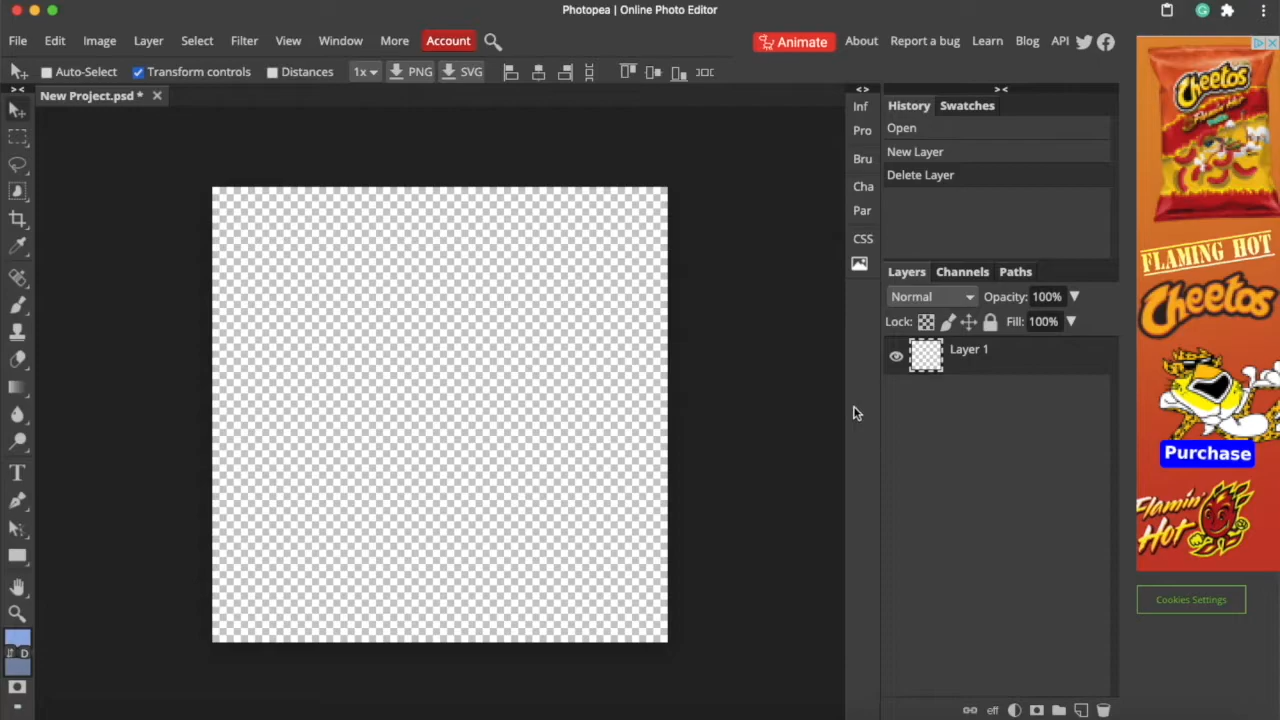 Photopea | Online Photo Editor
File Edit Image Layer Select Filter View Window More Account Animate About Report a bug Learn Blog API
Auto-Select Transform controls Distances 1x PNG SVG
New Project.psd *
Inf
Pro
Bru
Cha
Par
CSS
History Swatches
Open
New Layer
Delete Layer
Layers Channels Paths
Normal Opacity: 100%
Lock: Fill: 100%
Layer 1
eff
T
D
Cheetos
FLAMING HOT
Cheetos
Purchase
Flamin'
Hot
Cookies Settings